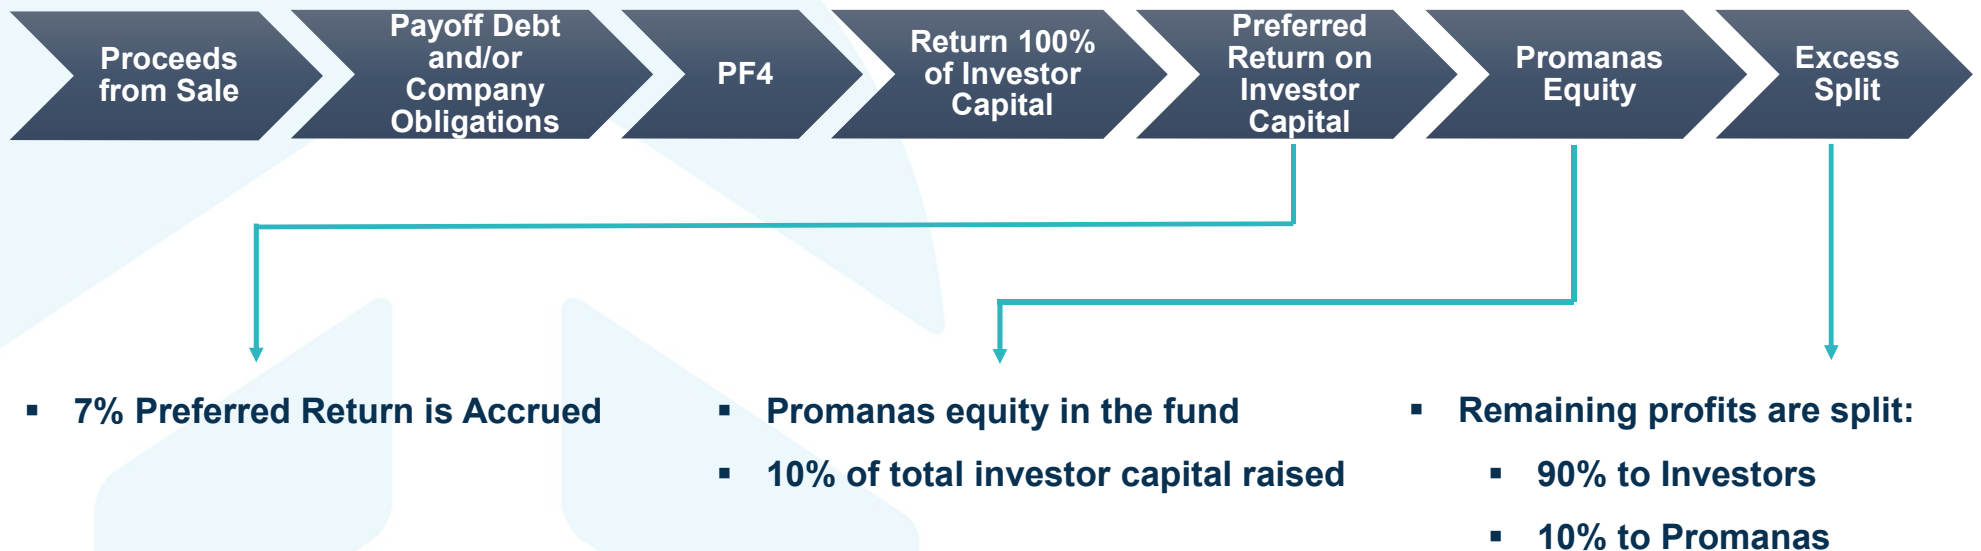 Proceeds
from Sale
Payoff Debt
and/or
Company
Obligations
PF4
Return 100%
of Investor
Capital
Preferred
Return on
Investor
Capital
Promanas
Equity
Excess
Split
▪ 7% Preferred Return is Accrued
▪ Promanas equity in the fund
▪ 10% of total investor capital raised
▪ Remaining profits are split:
▪ 90% to Investors
▪ 10% to Promanas